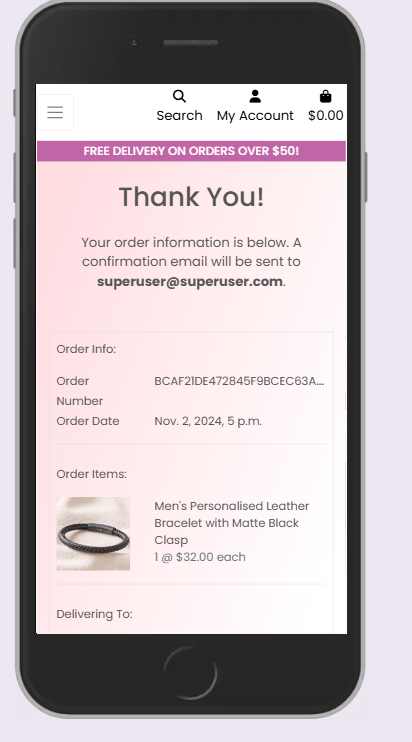 Search My Account $0.00
FREE DELIVERY ON ORDERS OVER $50!
Thank You!
Your order information is below. A
confirmation email will be sent to
superuser@superuser.com.
Order Info:
Order Number BCAF21DE472845F9BCEC63A...
Order Date Nov. 2, 2024, 5 p.m.
Order Items:
Men's Personalised Leather
Bracelet with Matte Black
Clasp
1 @ $32.00 each
Delivering To: